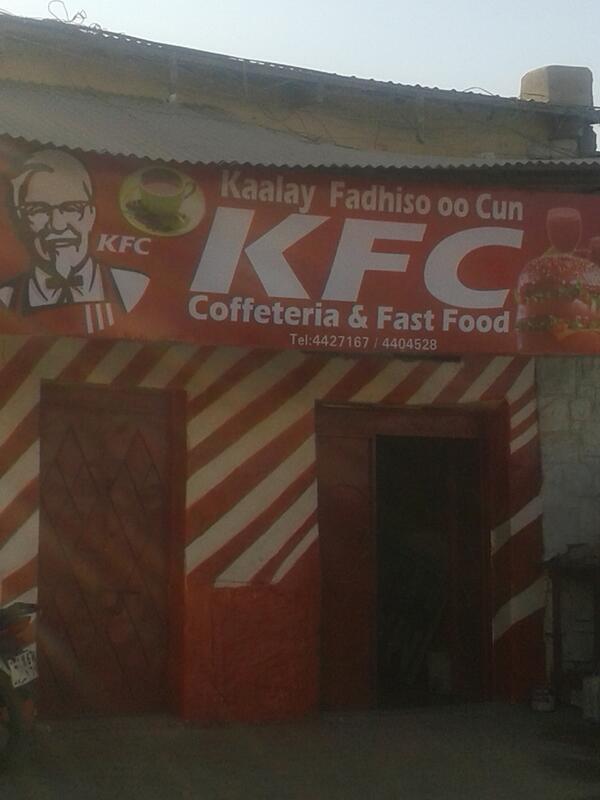 Kaalay Fadhiso oo Cun
KFC
KFC
Coffeteria & Fast Food
Tel:4427167 / 4404528